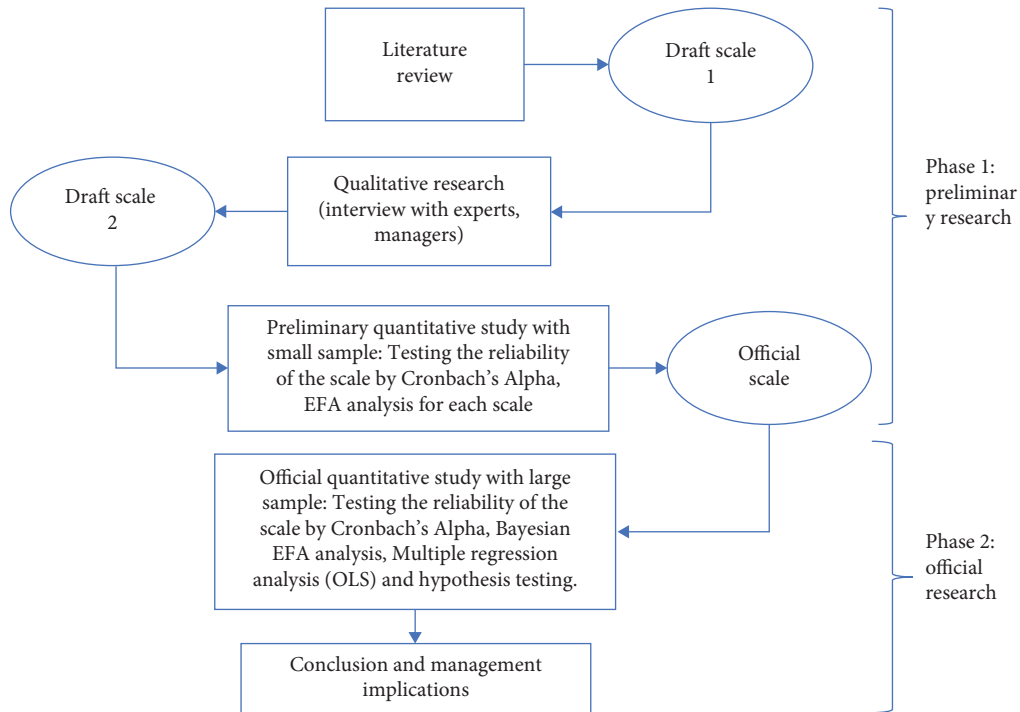 Literature
review
Draft scale
1
Phase 1:
preliminar
y research
Draft scale
2
Qualitative research
(interview with experts,
managers)
Preliminary quantitative study with
small sample: Testing the reliability
of the scale by Cronbach's Alpha,
EFA analysis for each scale
Official
scale
Official quantitative study with large
sample: Testing the reliability of the
scale by Cronbach's Alpha, Bayesian
EFA analysis, Multiple regression
analysis (OLS) and hypothesis testing.
Phase 2:
official
research
Conclusion and management
implications